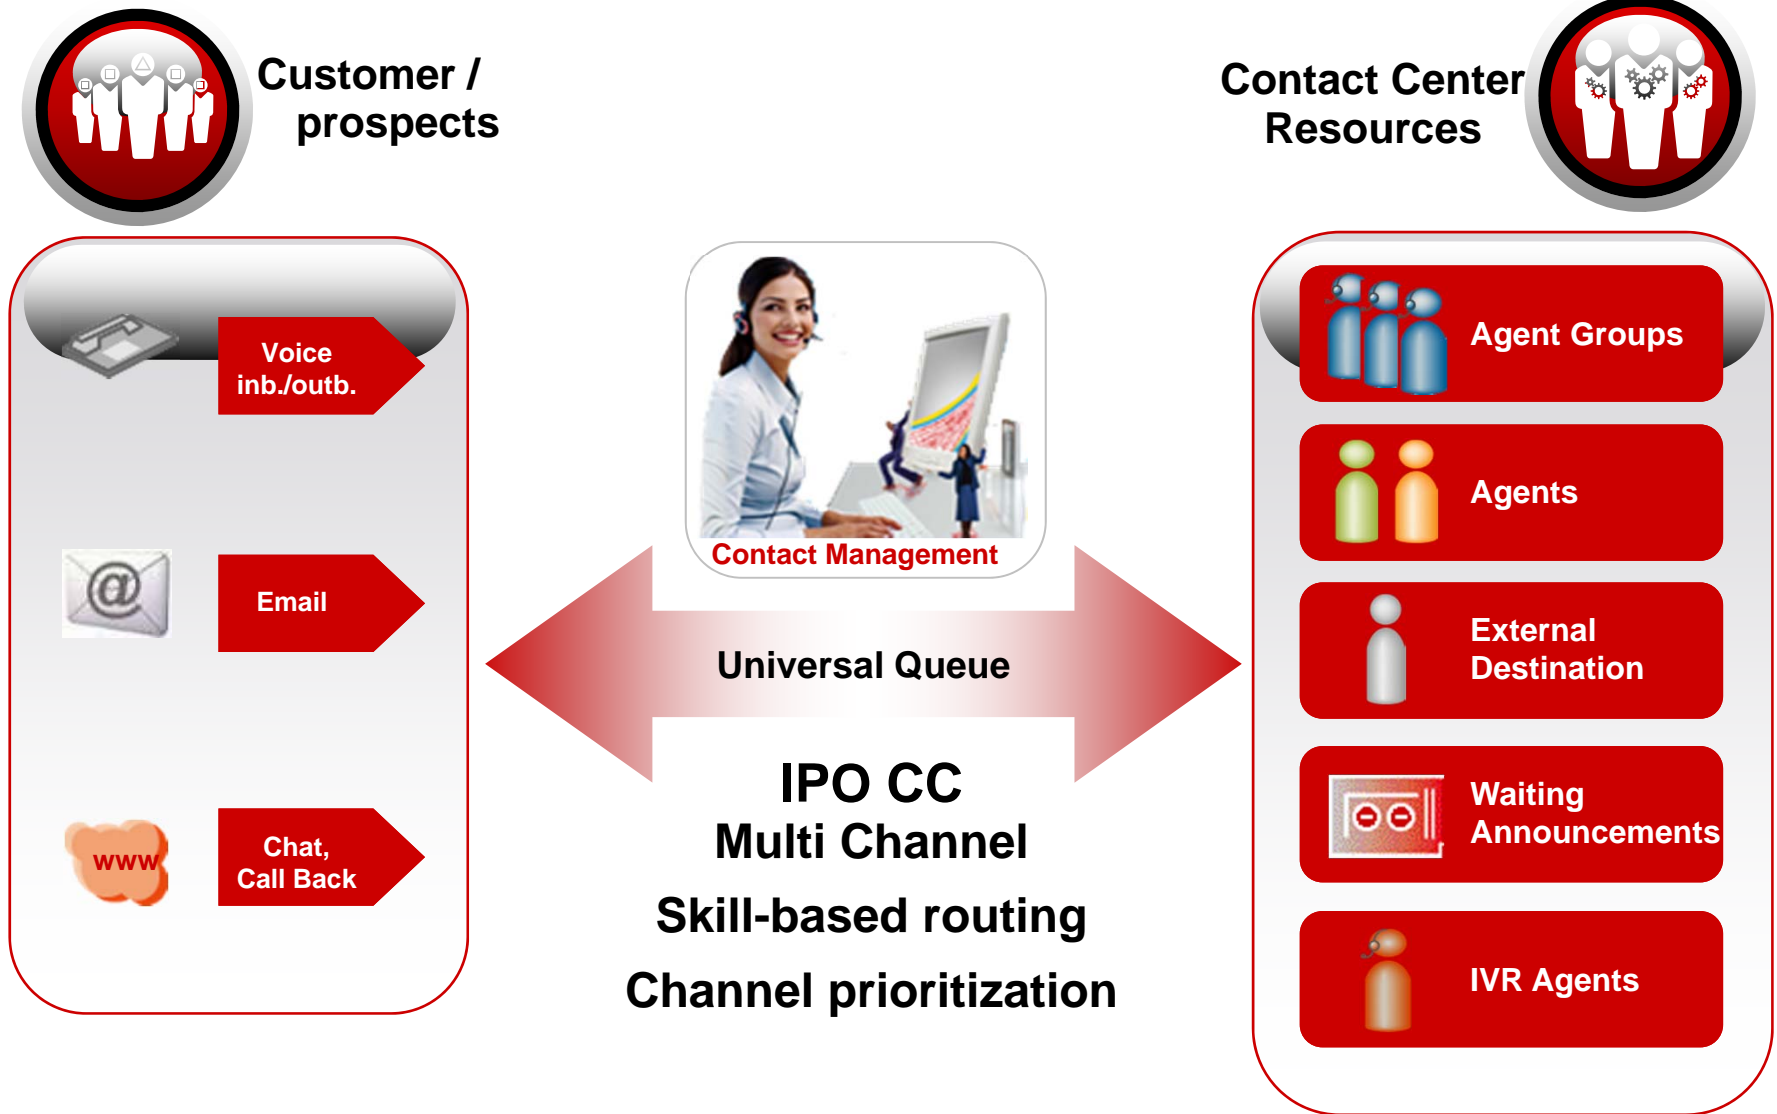 Customer /
prospects
Contact Center
Resources
Voice
inb./outb.
Email
www
Chat,
Call Back
Contact Management
Universal Queue
IPO CC
Multi Channel
Skill-based routing
Channel prioritization
Agent Groups
Agents
External
Destination
Waiting
Announcements
IVR Agents